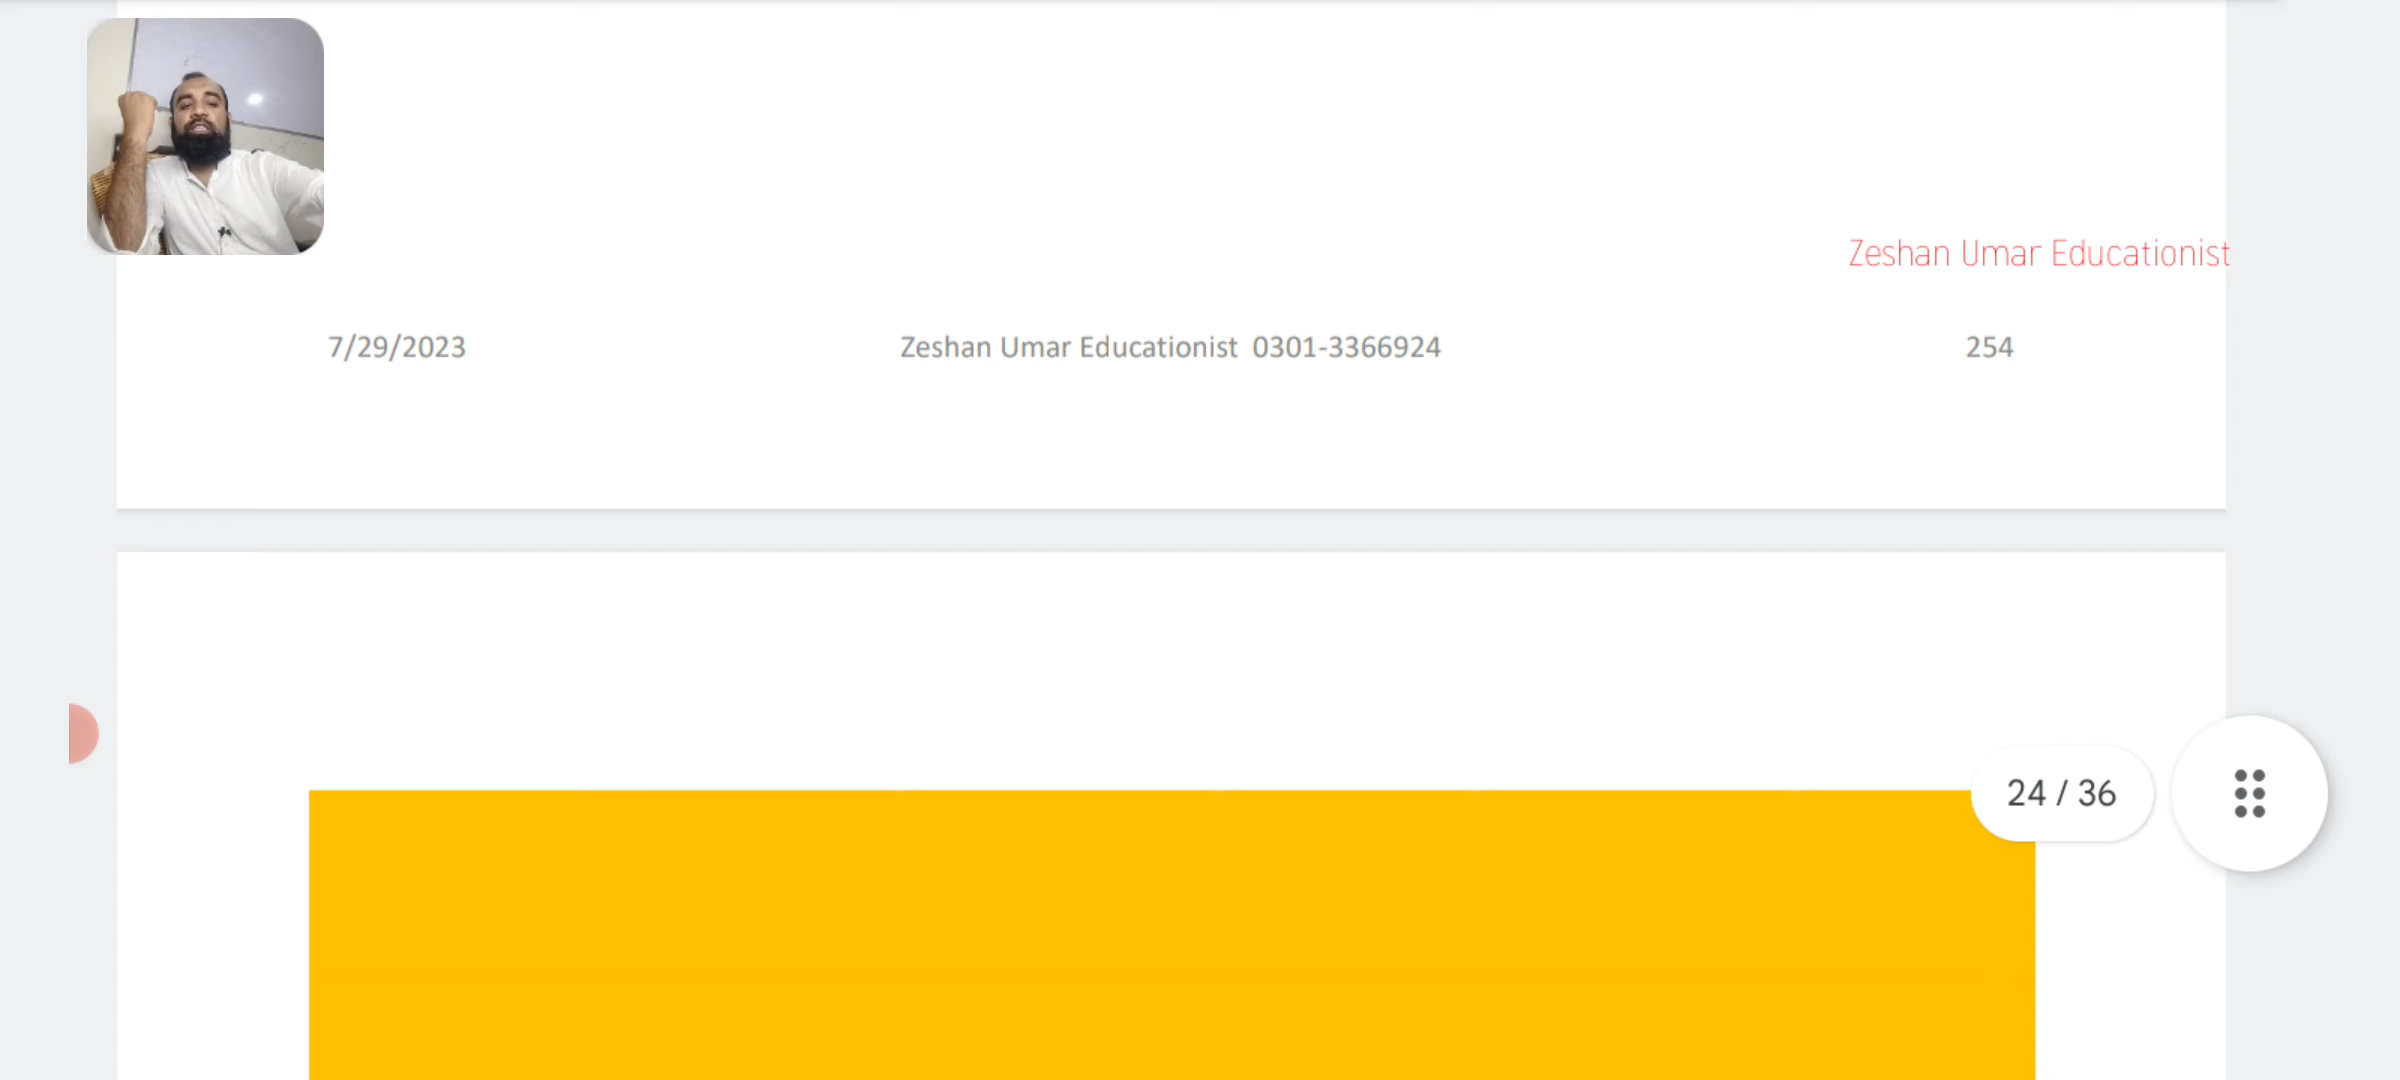 Zeshan Umar Educationist
7/29/2023 Zeshan Umar Educationist 0301-3366924 254
24 / 36